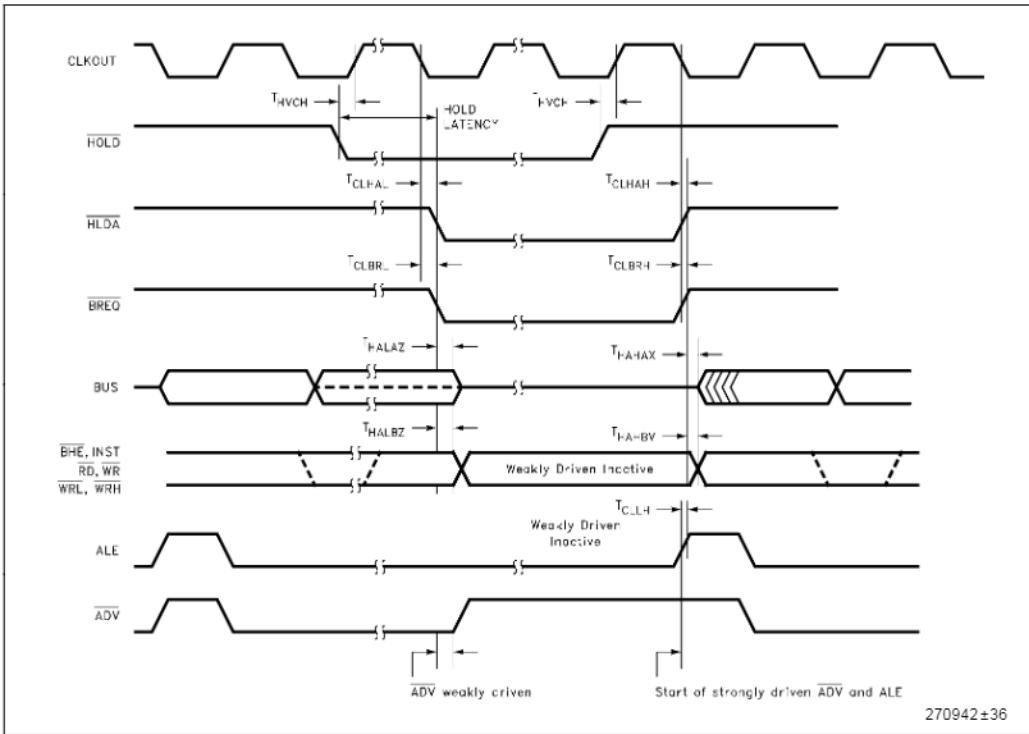 CLKOUT
THVCH
THVCH
HOLD
LATENCY
HOLD
TCLHAL
TCLHAH
HLDA
TCLBRL
TCLBRH
BREQ
THALAZ
THAHAX
BUS
THALBZ
THAHBV
BHE, INST
RD, WR
WRL, WRH
Weakly Driven Inactive
TCLLH
Weakly Driven
Inactive
ALE
ADV
ADV weakly criven
Start of strongly driven ADV and ALE
270942±36